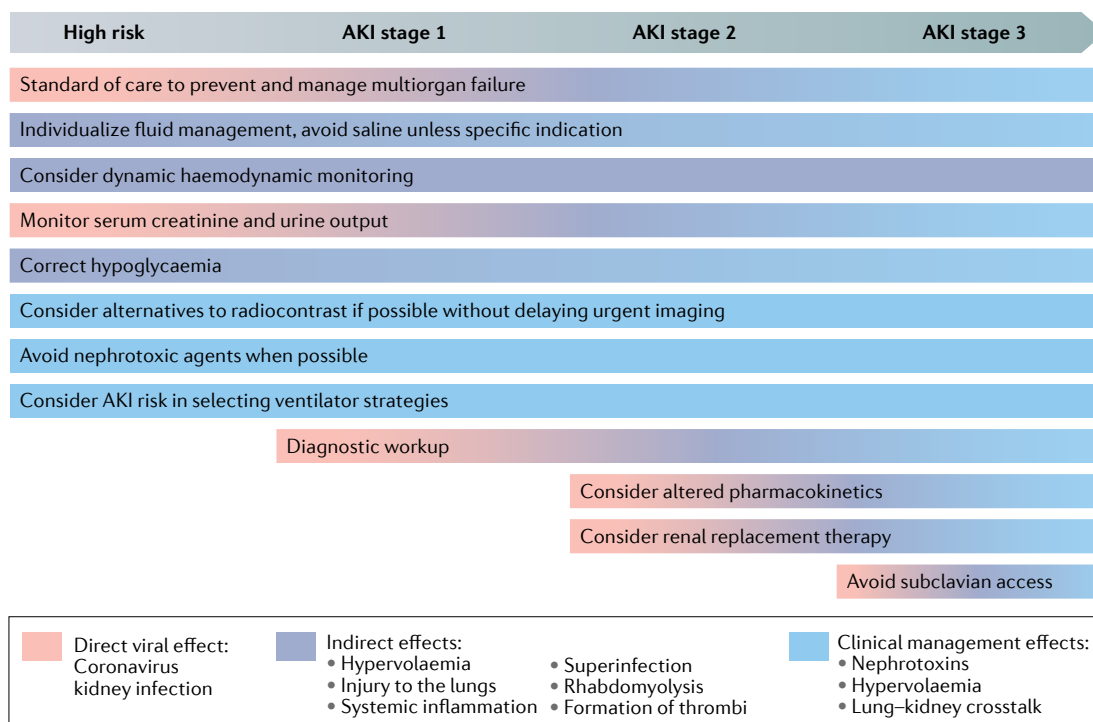 High risk AKI stage 1 AKI stage 2 AKI stage 3
Standard of care to prevent and manage multiorgan failure
Individualize fluid management, avoid saline unless specific indication
Consider dynamic haemodynamic monitoring
Monitor serum creatinine and urine output
Correct hypoglycaemia
Consider alternatives to radiocontrast if possible without delaying urgent imaging
Avoid nephrotoxic agents when possible
Consider AKI risk in selecting ventilator strategies
Diagnostic workup
Consider altered pharmacokinetics
Consider renal replacement therapy
Avoid subclavian access
Direct viral effect:
Coronavirus
kidney infection
Indirect effects:
• Hypervolaemia
• Injury to the lungs
• Systemic inflammation
• Superinfection
• Rhabdomyolysis
• Formation of thrombi
Clinical management effects:
• Nephrotoxins
• Hypervolaemia
• Lung–kidney crosstalk